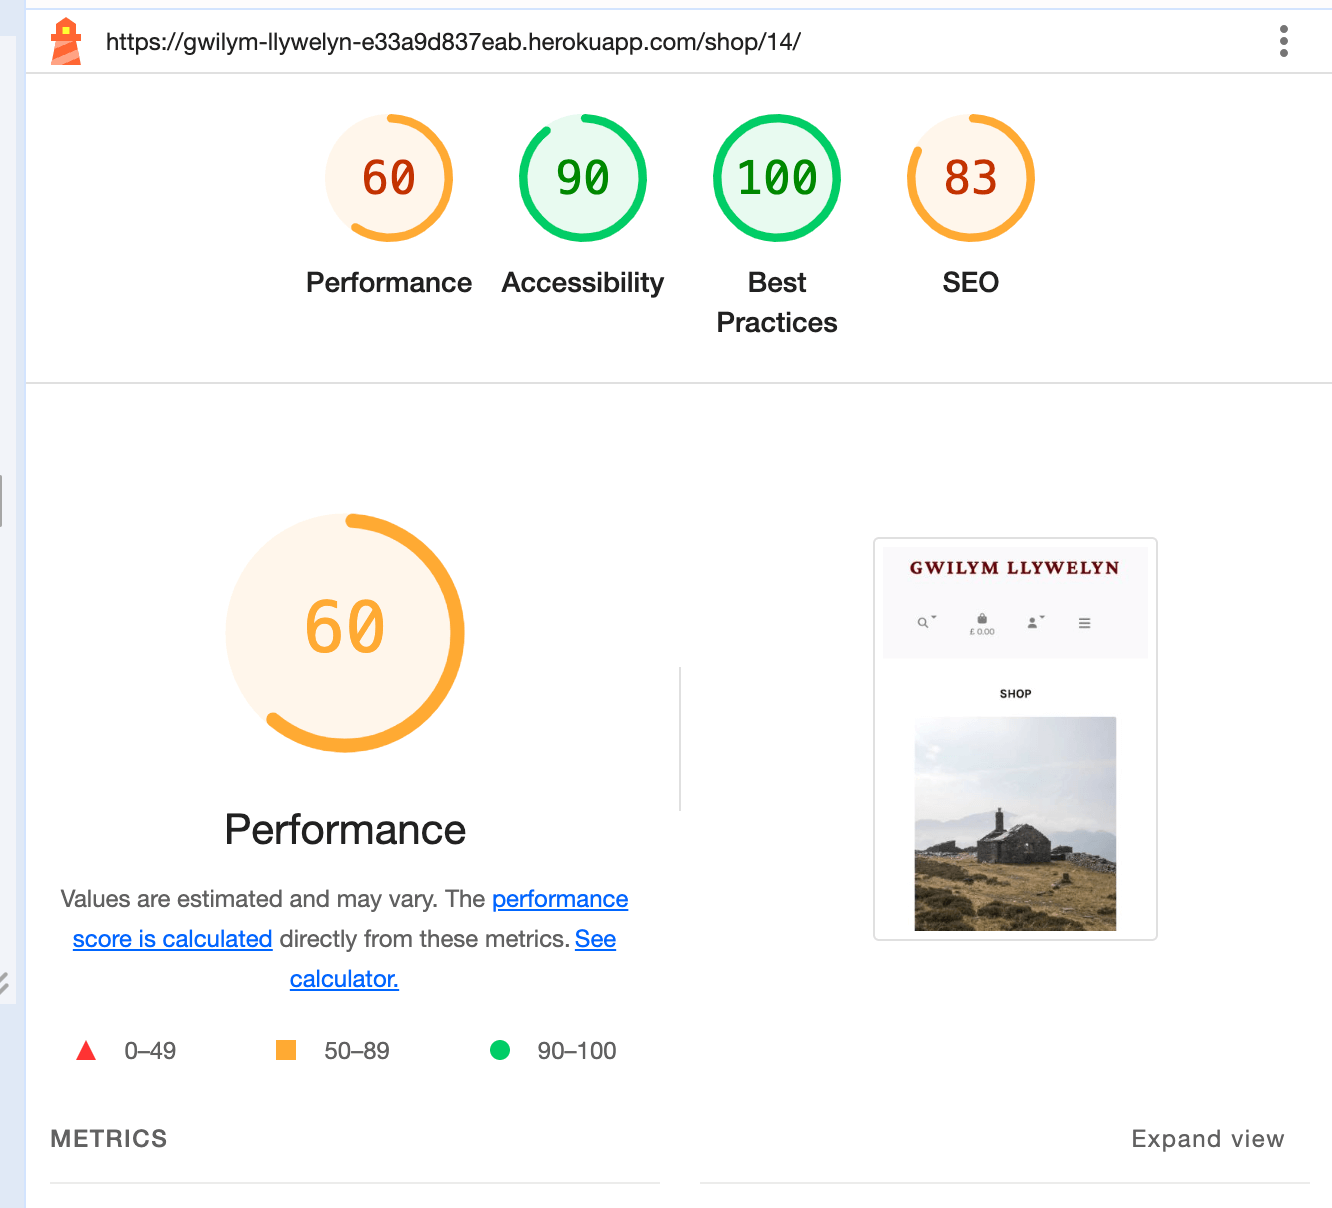 https://gwilym-llywelyn-e33a9d837eab.herokuapp.com/shop/14/
60
90
100
83
Performance
Accessibility
Best
Practices
SEO
60
Performance
Values are estimated and may vary. The performance
score is calculated directly from these metrics. See
calculator.
0–49
50–89
90–100
GWILYM LLYWELYN
£ 0.00
SHOP
METRICS
Expand view